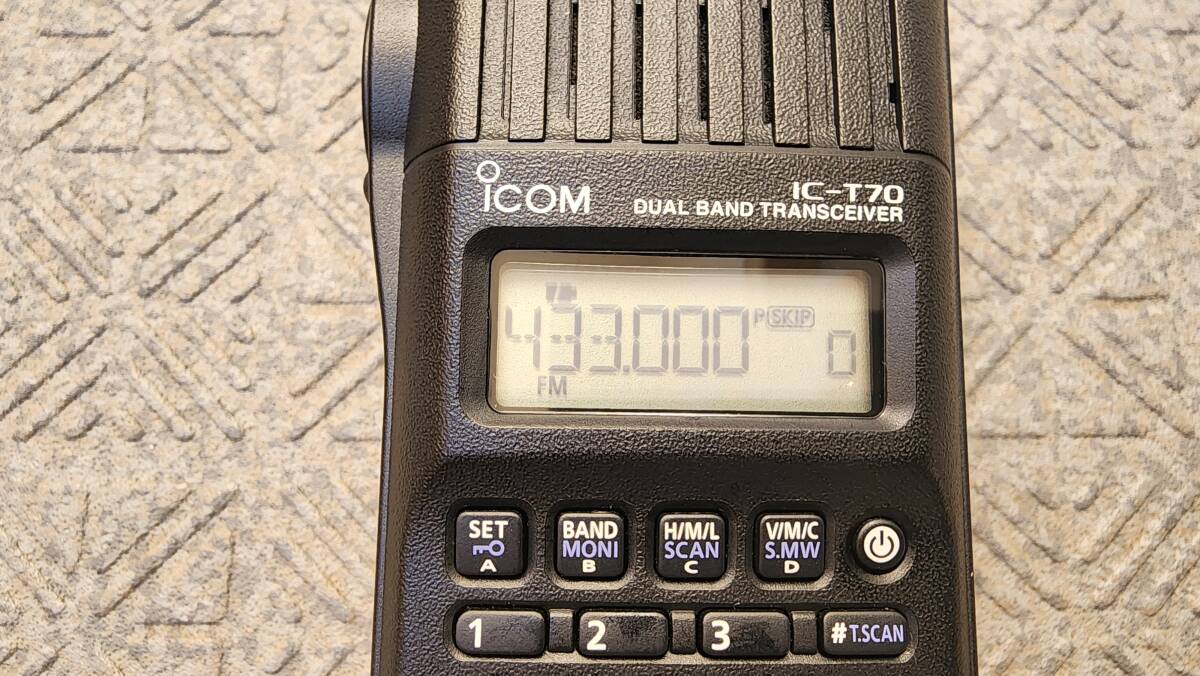 iCOM
IC-T70
DUAL BAND TRANSCEIVER
433.000
P SKIP
0
FM
SET
A
BAND
MONI
B
H/M/L
SCAN
C
V/M/C
S.MW
D
1
2
3
#T.SCAN